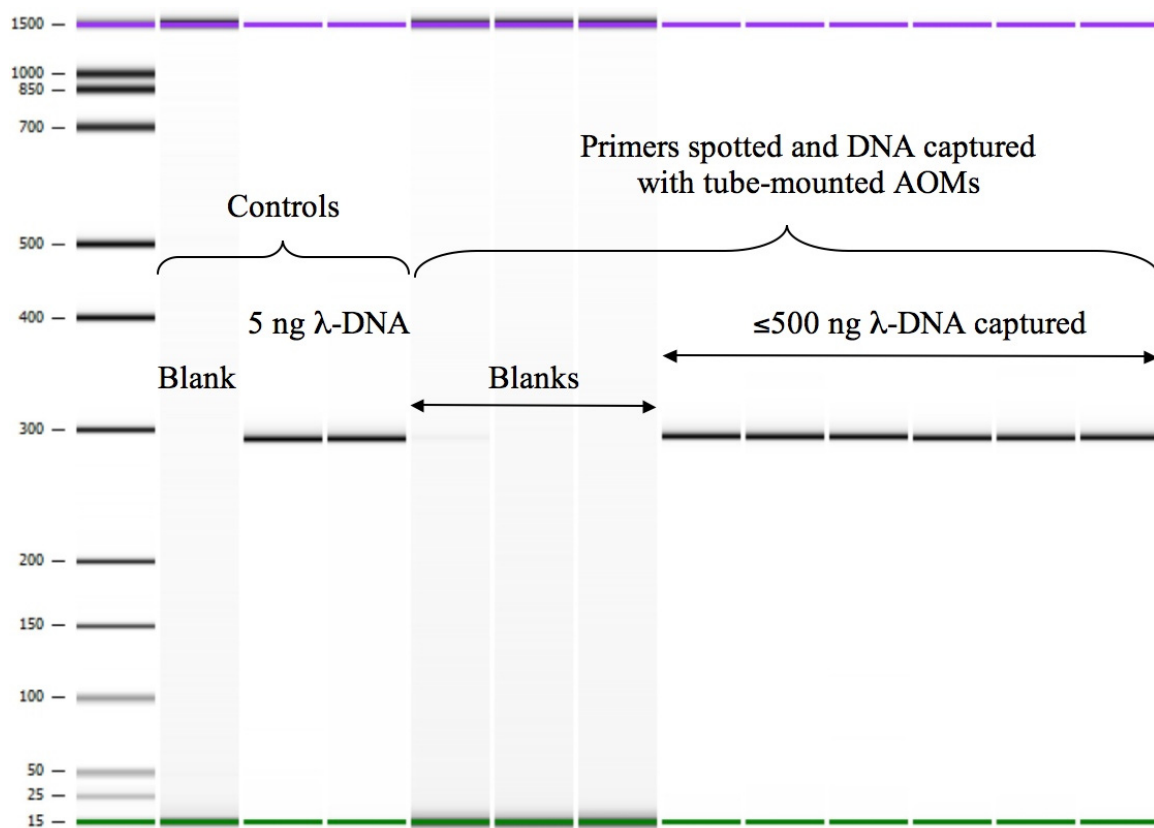 1500 —
1000 —
850 —
700 —
Primers spotted and DNA captured
with tube-mounted AOMs
Controls
500 —
5 ng λ-DNA
≤500 ng λ-DNA captured
400 —
Blank
Blanks
300 —
200 —
150 —
100 —
50 —
25 —
15 —